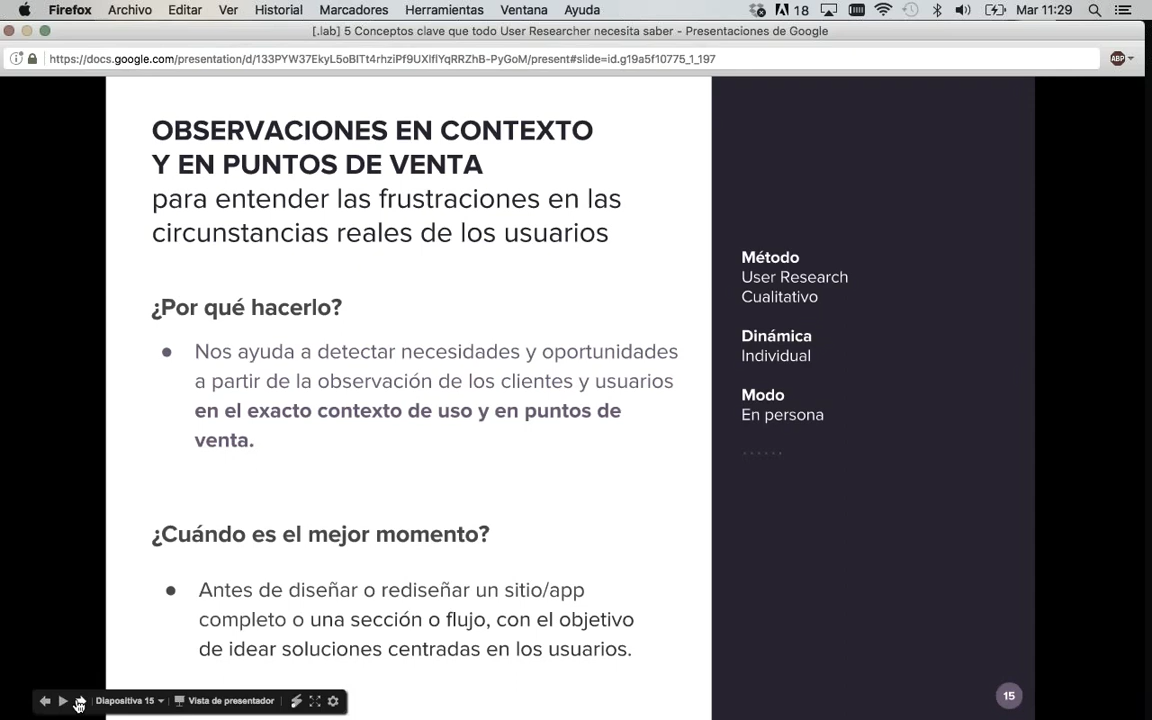 Firefox Archivo Editar Ver Historial Marcadores Herramientas Ventana Ayuda 18 Mar 11:29
[.lab] 5 Conceptos clave que todo User Researcher necesita saber - Presentaciones de Google
https://docs.google.com/presentation/d/133PYW37EkyL5oBITt4rhziPf9UXIfIYqRRZhB-PyGoM/present#slide=id.g19a5f10775_1_197
ABP
OBSERVACIONES EN CONTEXTO
Y EN PUNTOS DE VENTA
para entender las frustraciones en las
circunstancias reales de los usuarios
¿Por qué hacerlo?
● Nos ayuda a detectar necesidades y oportunidades
a partir de la observación de los clientes y usuarios
en el exacto contexto de uso y en puntos de
venta.
¿Cuándo es el mejor momento?
● Antes de diseñar o rediseñar un sitio/app
completo o una sección o flujo, con el objetivo
de idear soluciones centradas en los usuarios.
Método
User Research
Cualitativo
Dinámica
Individual
Modo
En persona
......
15
Diapositiva 15 Vista de presentador